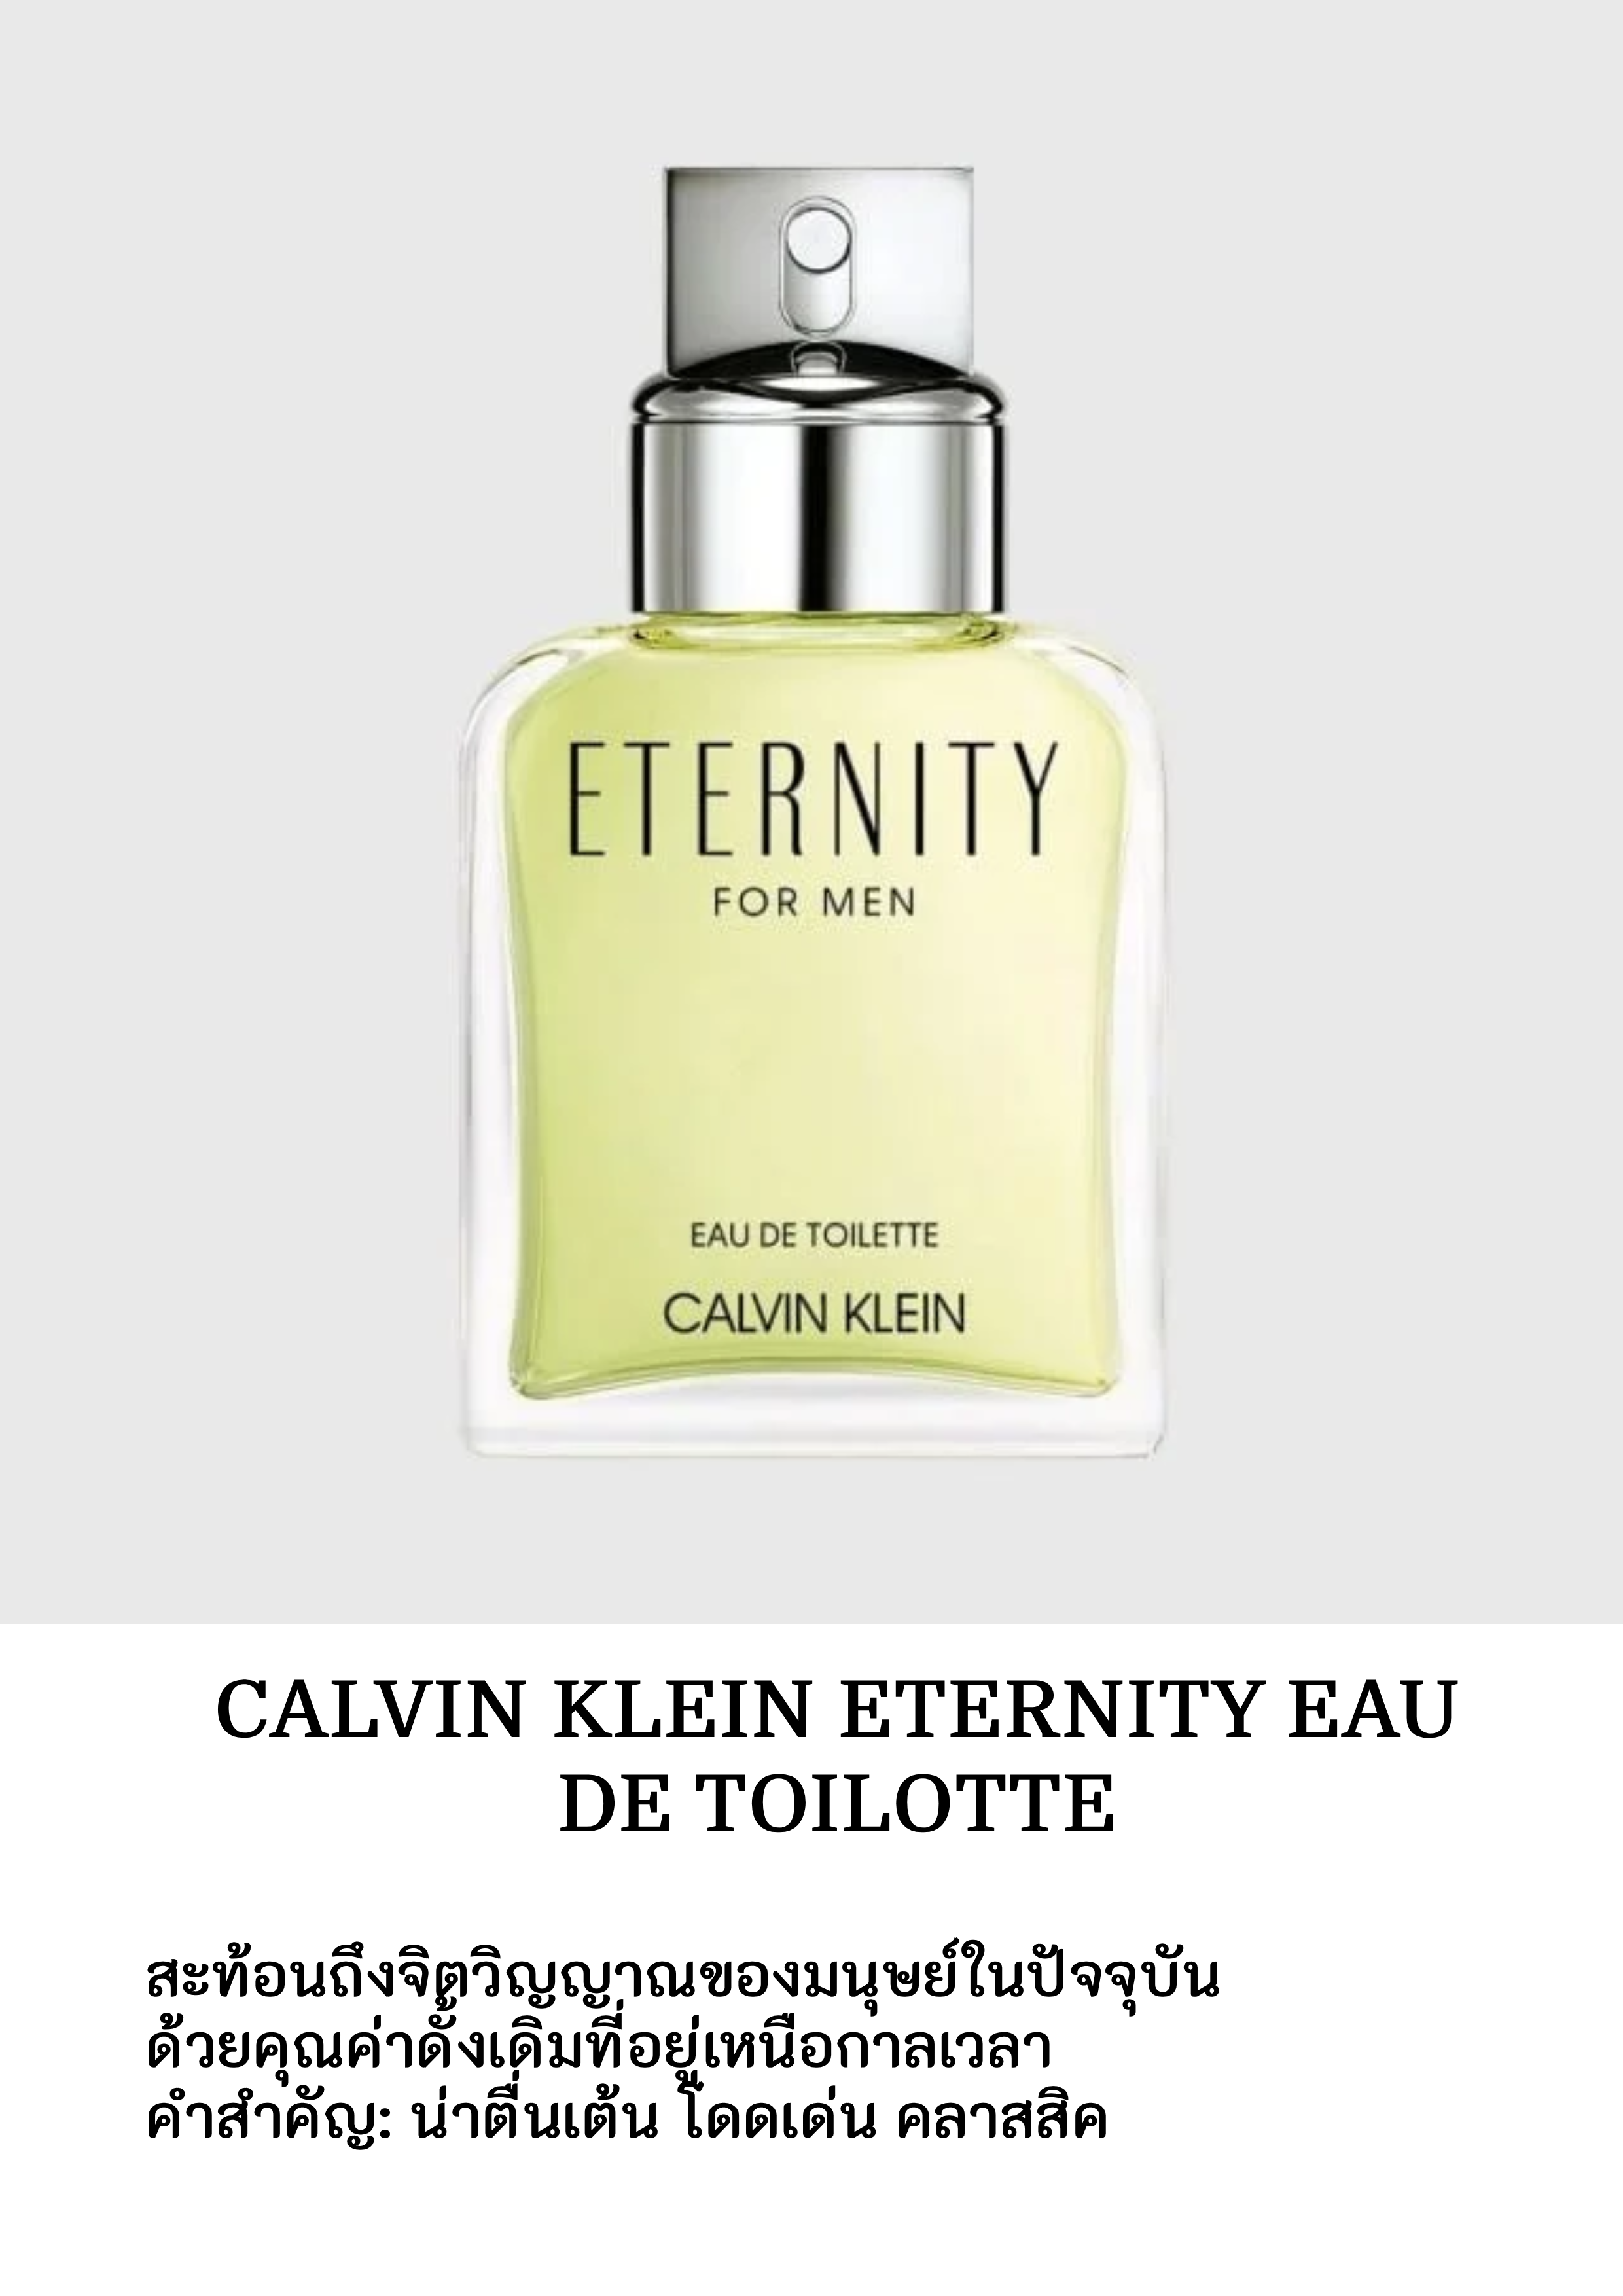 ETERNITY
FOR MEN
EAU DE TOILETTE
CALVIN KLEIN
CALVIN KLEIN ETERNITY EAU
DE TOILOTTE
สะท้อนถึงจิตวิญญาณของมนุษย์ในปัจจุบัน
ด้วยคุณค่าดั้งเดิมที่อยู่เหนือกาลเวลา
คำสำคัญ: น่าตื่นเต้น โดดเด่น คลาสสิค